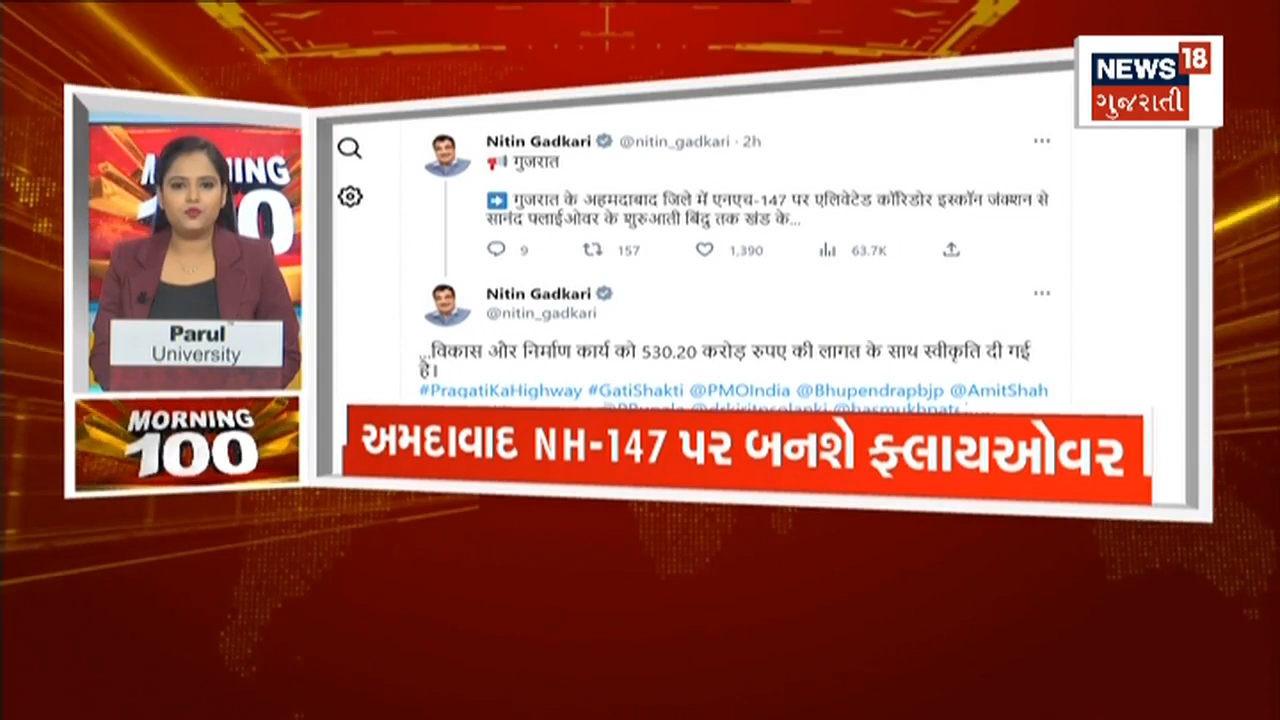 NEWS 18
ગુજરાતી
MORNING
Nitin Gadkari @nitin_gadkari · 2h
गुजरात
गुजरात के अहमदाबाद जिले में एनएच-147 पर एलिवेटेड कॉरिडोर इस्कॉन जंक्शन से
सानंद फ्लाईओवर के शुरुआती बिंदु तक खंड के...
9 157 1,390 63.7K
Nitin Gadkari
@nitin_gadkari
...विकास और निर्माण कार्य को 530.20 करोड़ रुपए की लागत के साथ स्वीकृति दी गई
है।
#PragatiKaHighway #GatiShakti @PMOIndia @Bhupendrapbjp @AmitShah
Parul
University
MORNING
100
અમદાવાદ NH-147 પર બનશે ફ્લાયઓવર